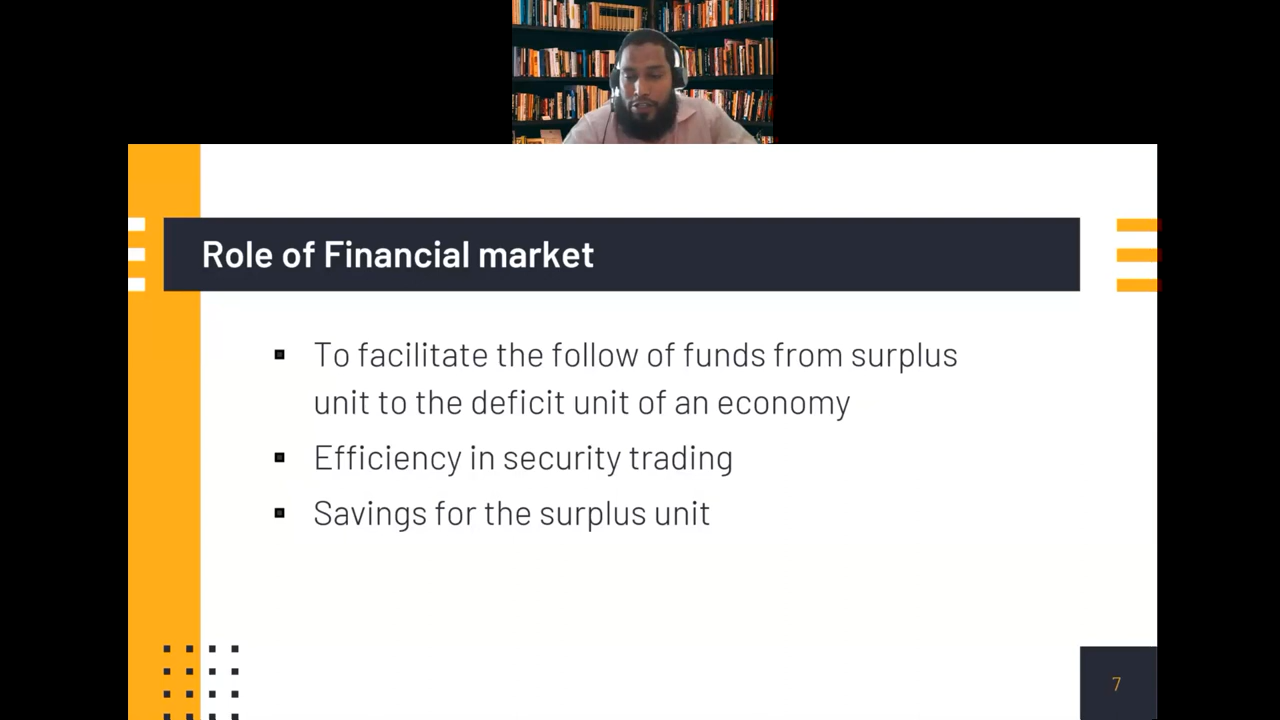 Role of Financial market
To facilitate the follow of funds from surplus
unit to the deficit unit of an economy
Efficiency in security trading
Savings for the surplus unit
7